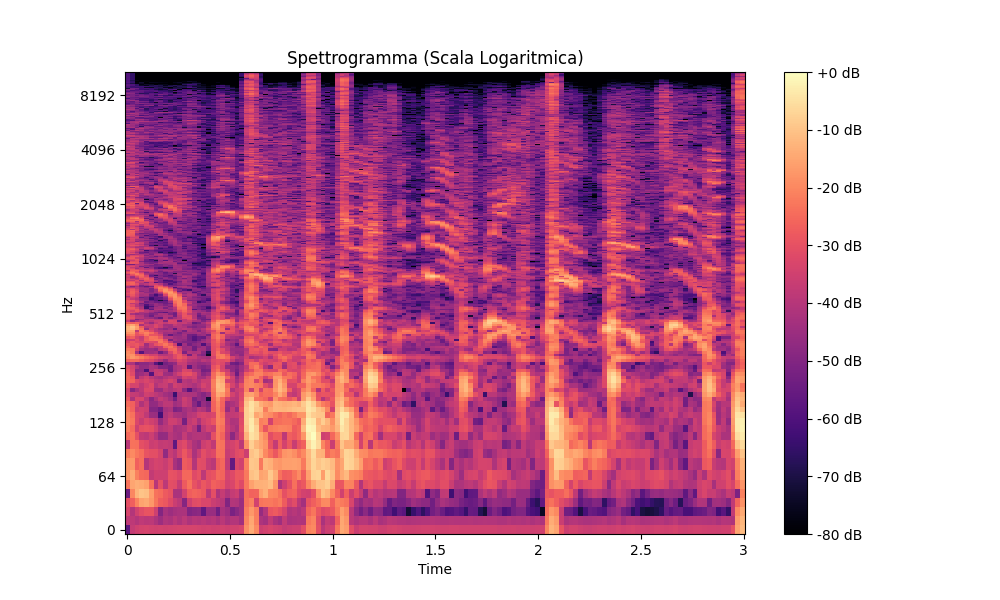 Spettrogramma (Scala Logaritmica)
Hz
8192
4096
2048
1024
512
256
128
64
0
0
0.5
1
1.5
2
2.5
3
Time
+0 dB
-10 dB
-20 dB
-30 dB
-40 dB
-50 dB
-60 dB
-70 dB
-80 dB